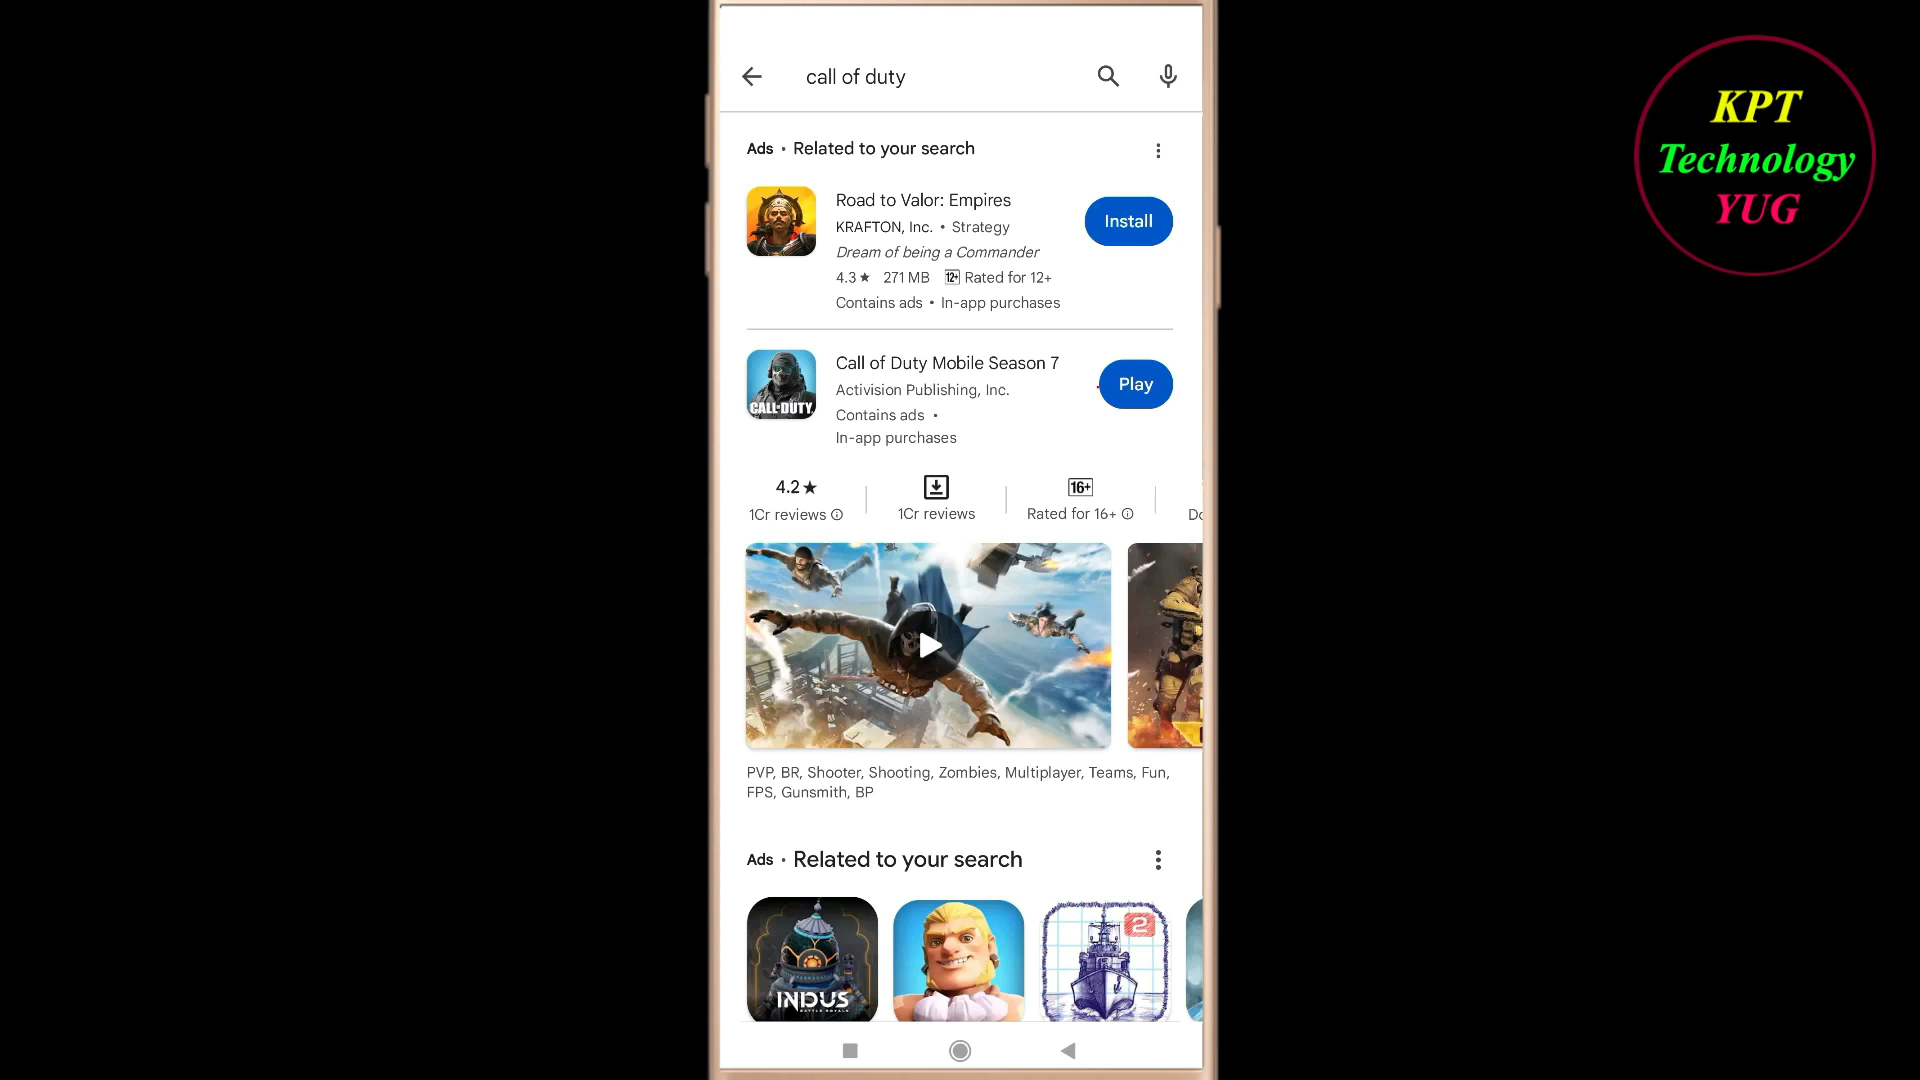 call of duty
Ads • Related to your search
Road to Valor: Empires
KRAFTON, Inc. • Strategy
Install
Dream of being a Commander
4.3★ 271 MB 12+ Rated for 12+
Contains ads • In-app purchases
Call of Duty Mobile Season 7
Activision Publishing, Inc.
Play
Contains ads •
In-app purchases
CALL OF DUTY
4.2★
1Cr reviews
1Cr reviews
16+
Rated for 16+
Do
PVP, BR, Shooter, Shooting, Zombies, Multiplayer, Teams, Fun,
FPS, Gunsmith, BP
Ads • Related to your search
INDUS
BATTLE ROYALE
2
KPT
Technology
YUG